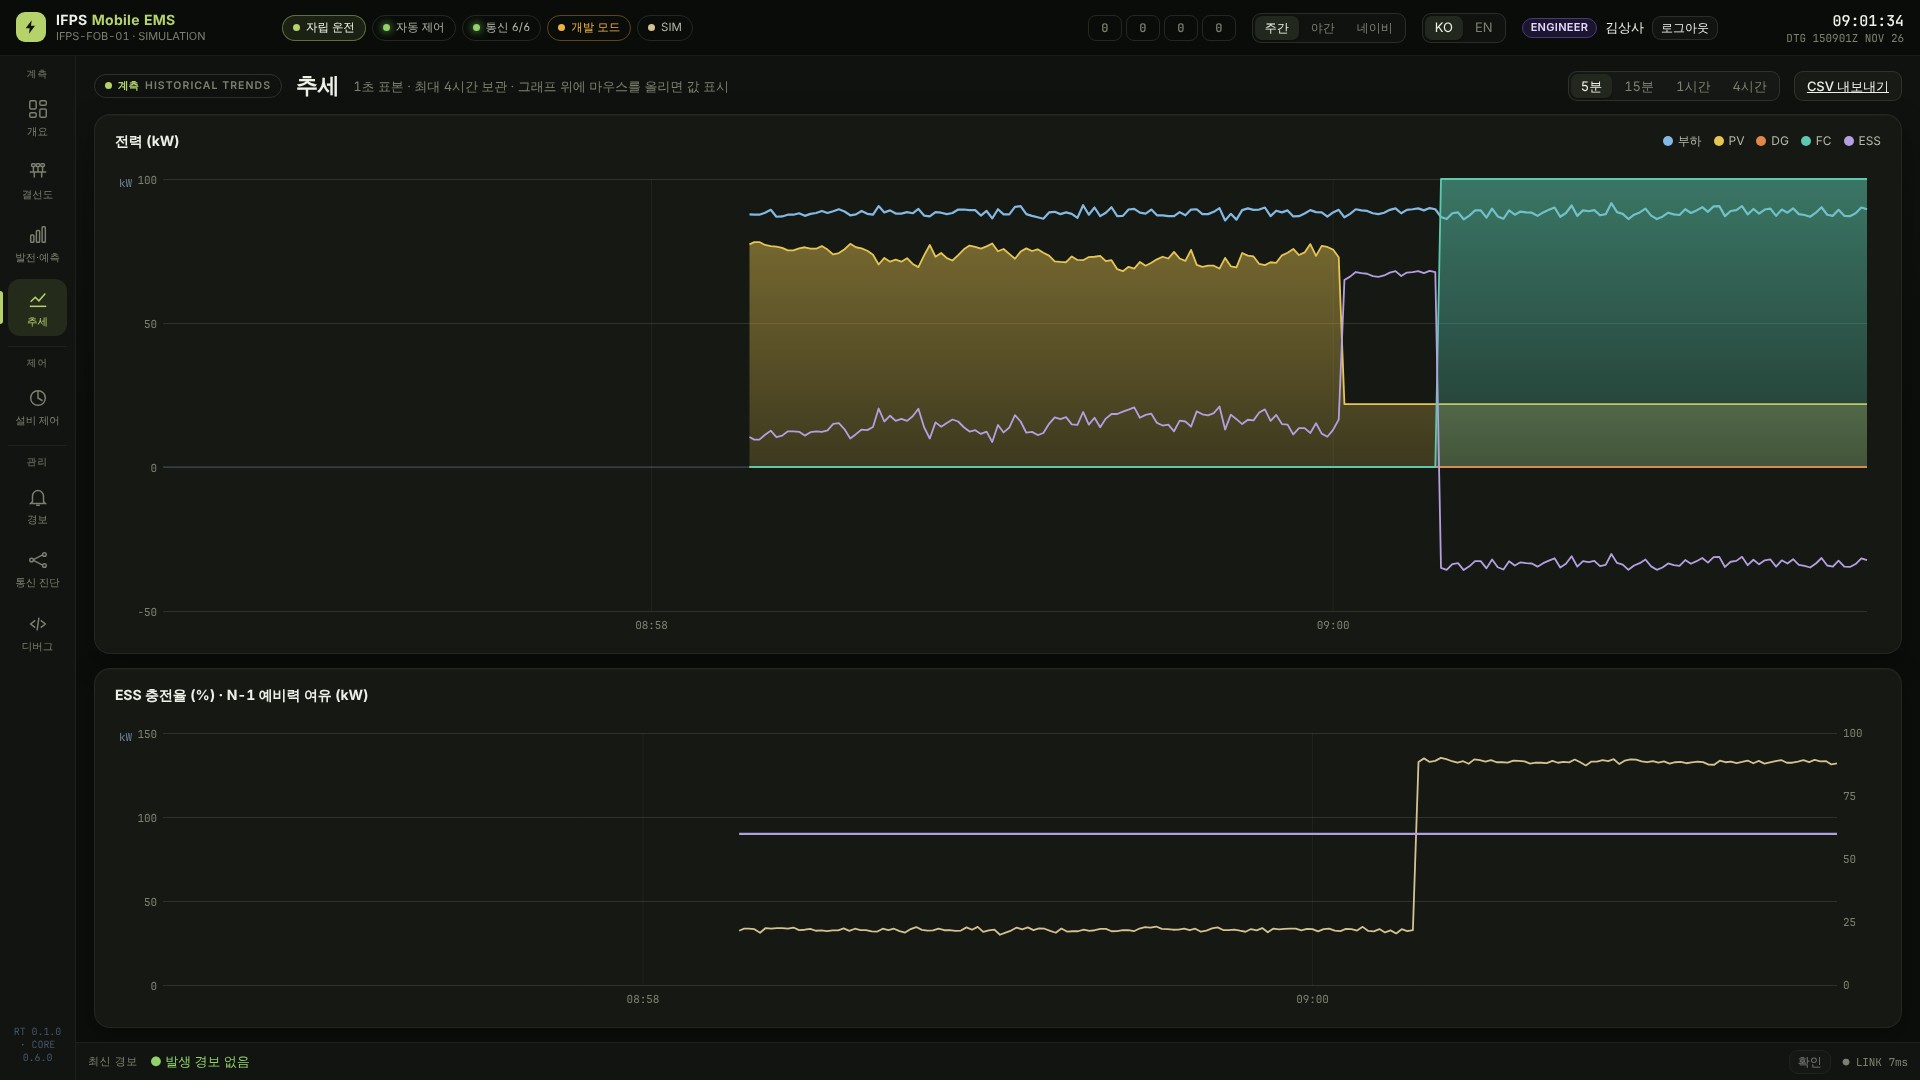 IFPS Mobile EMS
IFPS-FOB-01 · SIMULATION
자립 운전
자동 제어
통신 6/6
개발 모드
SIM
0 0 0 0
주간 야간 네이비
KO EN
ENGINEER 김상사 로그아웃
09:01:34
DTG 150901Z NOV 26
계측
개요
결선도
발전·예측
추세
제어
설비 제어
관리
경보
통신 진단
디버그
RT 0.1.0
· CORE
0.6.0
계측 HISTORICAL TRENDS
추세
1초 표본 · 최대 4시간 보관 · 그래프 위에 마우스를 올리면 값 표시
5분 15분 1시간 4시간
CSV 내보내기
전력 (kW)
부하 PV DG FC ESS
kW 100
50
0
-50
08:58 09:00
ESS 충전율 (%) · N-1 예비력 여유 (kW)
kW 150
100
50
0
100
75
50
25
0
08:58 09:00
최신 경보
발생 경보 없음
확인
LINK 7ms